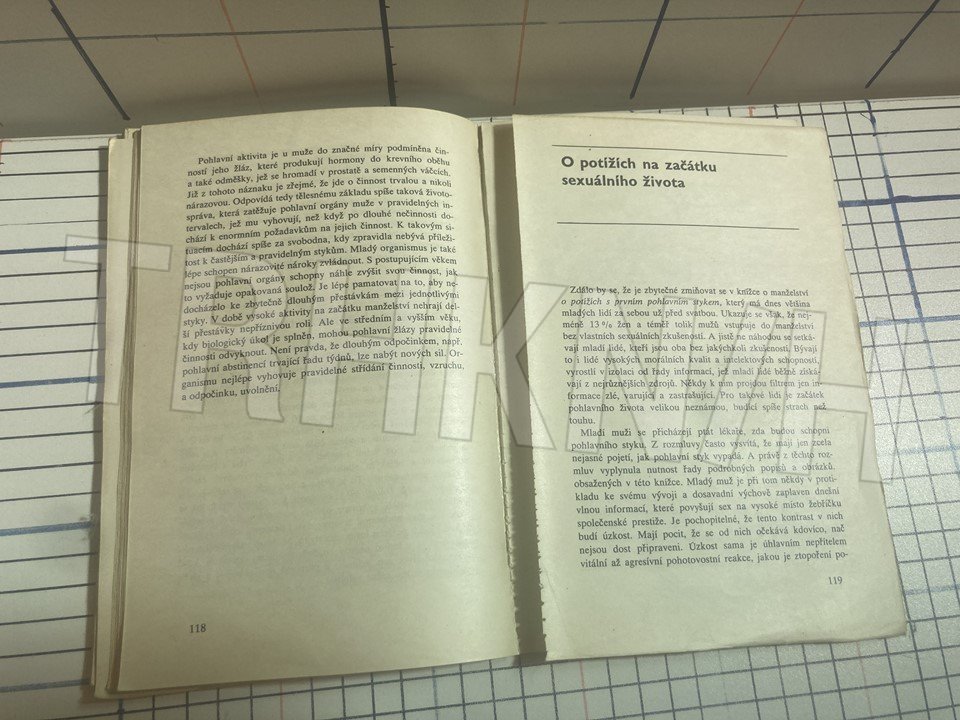 Pohlavní aktivita je u muže do značné míry podmíněna čin-
ností jeho žláz, které produkují hormony do krevního oběhu
a také odměšky, jež se hromadí v prostatě a semenných váčcích.
Již z tohoto náznaku je zřejmé, že jde o činnost trvalou a nikoli
nárazovou. Odpovídá tedy tělesnému základu spíše taková životo-
správa, která zatěžuje pohlavní orgány muže v pravidelných in-
tervalech, jež mu vyhovují, než když po dlouhé nečinnosti do-
chází k enormním požadavkům na jejich činnost. K takovým si-
tuacím dochází spíše za svobodna, kdy zpravidla nebývá příleži-
tost k častějším a pravidelným stykům. Mladý organismus je také
lépe schopen nárazovité nároky zvládnout. S postupujícím věkem
nejsou pohlavní orgány schopny náhle zvýšit svou činnost, jak
to vyžaduje opakovaná soulož. Je lépe pamatovat na to, aby ne-
docházelo ke zbytečně dlouhým přestávkám mezi jednotlivými
styky. V době vysoké aktivity na začátku manželství nehrají del-
ší přestávky nepříznivou roli. Ale ve středním a vyšším věku,
kdy biologický úkol je splněn, mohou pohlavní žlázy pravidelné
činnosti odvyknout. Není pravda, že dlouhým odpočinkem, např.
pohlavní abstinencí trvající řadu týdnů, lze nabýt nových sil. Or-
ganismu nejlépe vyhovuje pravidelné střídání činnosti, vzruchu,
a odpočinku, uvolnění.
118
O potížích na začátku
sexuálního života
Zdálo by se, že je zbytečné zmiňovat se v knížce o manželství
o potížích s prvním pohlavním stykem, který má dnes většina
mladých lidí za sebou už před svatbou. Ukazuje se však, že nej-
méně 13 % žen a téměř tolik mužů vstupuje do manželství
bez vlastních sexuálních zkušeností. A jistě ne náhodou se setká-
vají mladí lidé, kteří jsou oba bez jakýchkoli zkušeností. Bývají
to i lidé vysokých morálních kvalit a intelektových schopností,
vyrostlí v izolaci od řady informací, jež mladí lidé běžně získá-
vají z nejrůznějších zdrojů. Někdy k nim projdou filtrem jen in-
formace zlé, varující a zastrašující. Pro takové lidi je začátek
pohlavního života velikou neznámou, budící spíše strach než
touhu.
Mladí muži se přicházejí ptát lékaře, zda budou schopni
pohlavního styku. Z rozmluvy často vysvítá, že mají jen zcela
nejasné pojetí, jak pohlavní styk vypadá. A právě z těchto roz-
mluv vyplynula nutnost řady podrobných popisů a obrázků,
obsažených v této knížce. Mladý muž je při tom někdy v proti-
kladu ke svému vývoji a dosavadní výchově zaplaven dnešní
vlnou informací, které povyšují sex na vysoké místo žebříčku
společenské prestiže. Je pochopitelné, že tento kontrast v nich
budí úzkost. Mají pocit, že se od nich očekává kdovíco, nač
nejsou dost připraveni. Úzkost sama je úhlavním nepřítelem
vitální až agresívní pohotovostní reakce, jakou je ztopoření po-
119